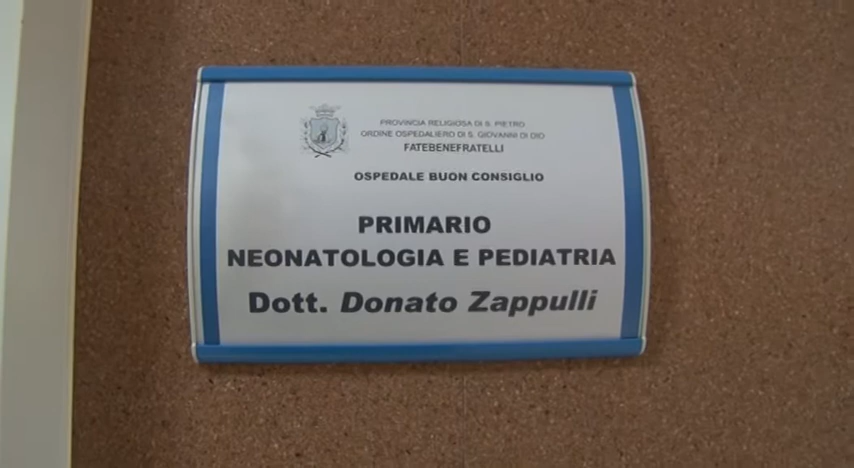 PROVINCIA RELIGIOSA DI S. PIETRO
ORDINE OSPEDALIERO DI S. GIOVANNI DI DIO
FATEBENEFRATELLI
OSPEDALE BUON CONSIGLIO
PRIMARIO
NEONATOLOGIA E PEDIATRIA
Dott. Donato Zappulli